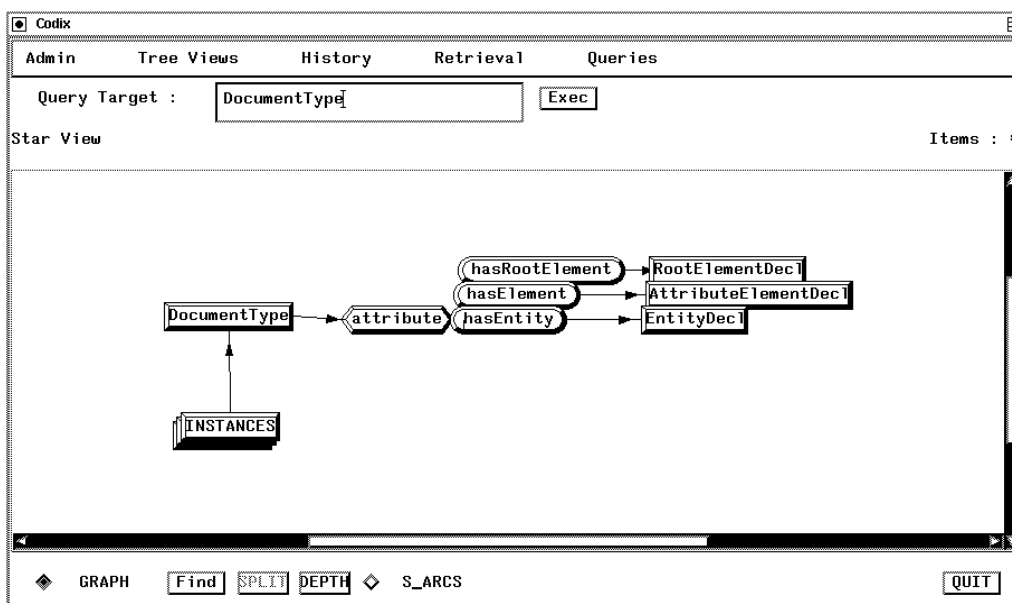 Codix
Admin Tree Views History Retrieval Queries
Query Target : DocumentType Exec
Star View Items :
hasRootElement RootElementDecl
hasElement AttributeElementDecl
DocumentType attribute hasEntity EntityDecl
INSTANCES
GRAPH Find SPLIT DEPTH S_ARCS QUIT